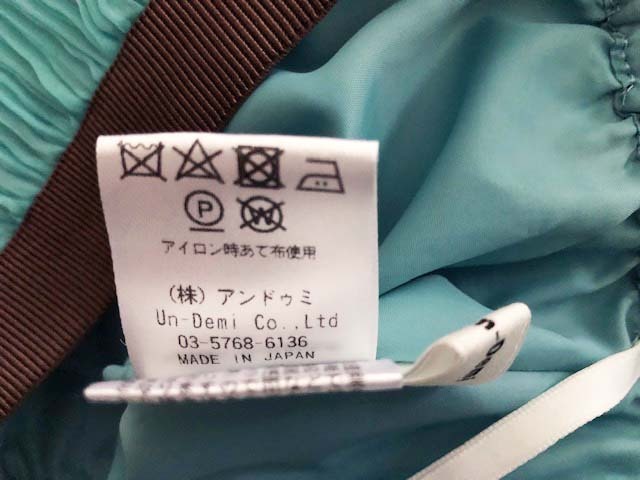 P
W
アイロン時あて布使用
(株) アンドゥミ
Un-Demi Co.,Ltd
03-5768-6136
MADE IN JAPAN